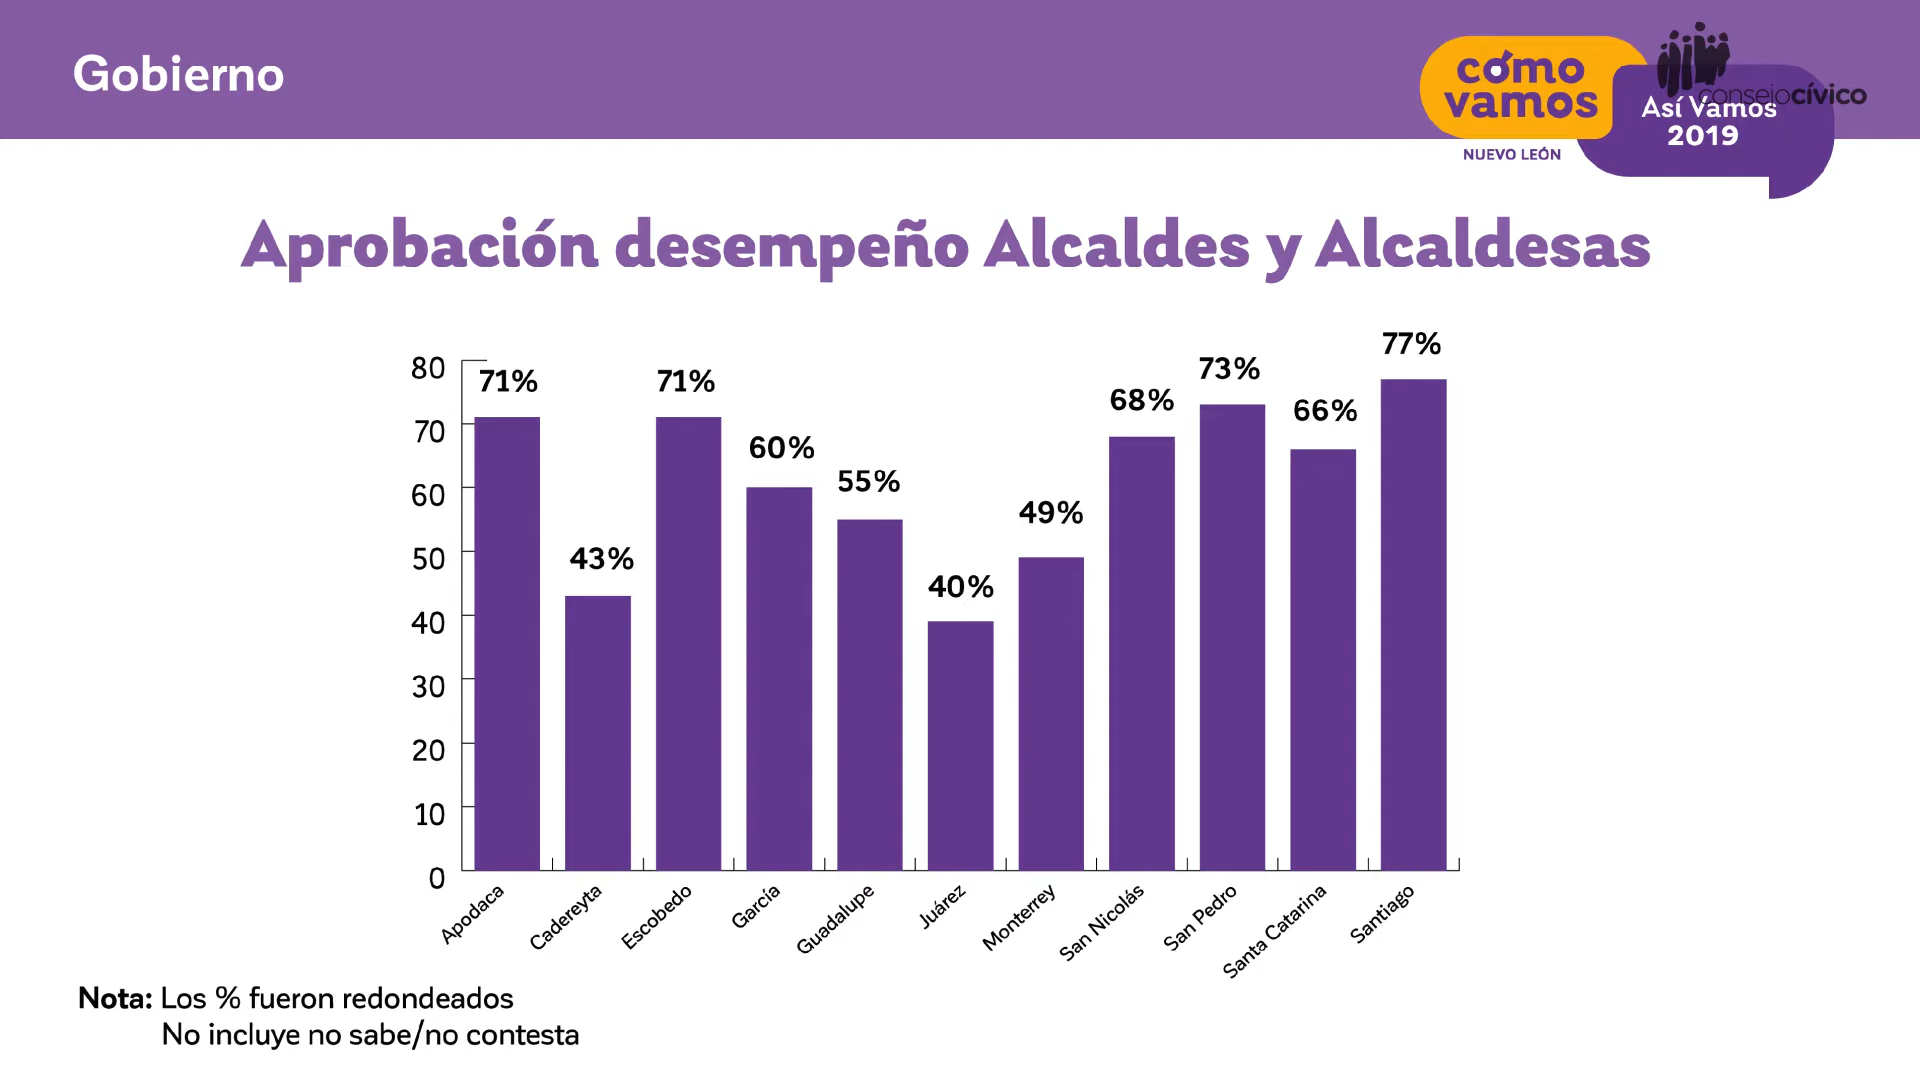 Gobierno
cómo
vamos
NUEVO LEÓN
consejocívico
Así Vamos
2019
Aprobación desempeño Alcaldes y Alcaldesas
80
70
60
50
40
30
20
10
0
71%
43%
71%
60%
55%
40%
49%
68%
73%
66%
77%
Apodaca
Cadereyta
Escobedo
García
Guadalupe
Juárez
Monterrey
San Nicolás
San Pedro
Santa Catarina
Santiago
Nota: Los % fueron redondeados
No incluye no sabe/no contesta